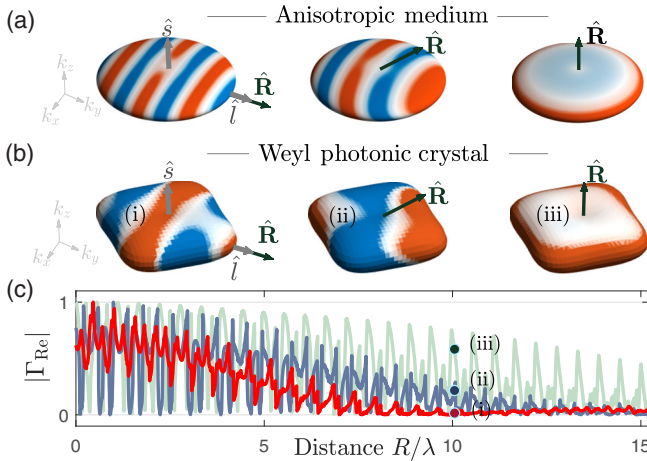 (a) Anisotropic medium
ŝ R̂ R̂
k_z
k_x k_y
l̂ R̂
(b) Weyl photonic crystal
ŝ R̂ R̂
(i) (ii) (iii)
k_z
k_x k_y
l̂ R̂
(c)
1
(iii)
|Γ_Re|
(ii)
(i)
0
0 5 10 15
Distance R/λ